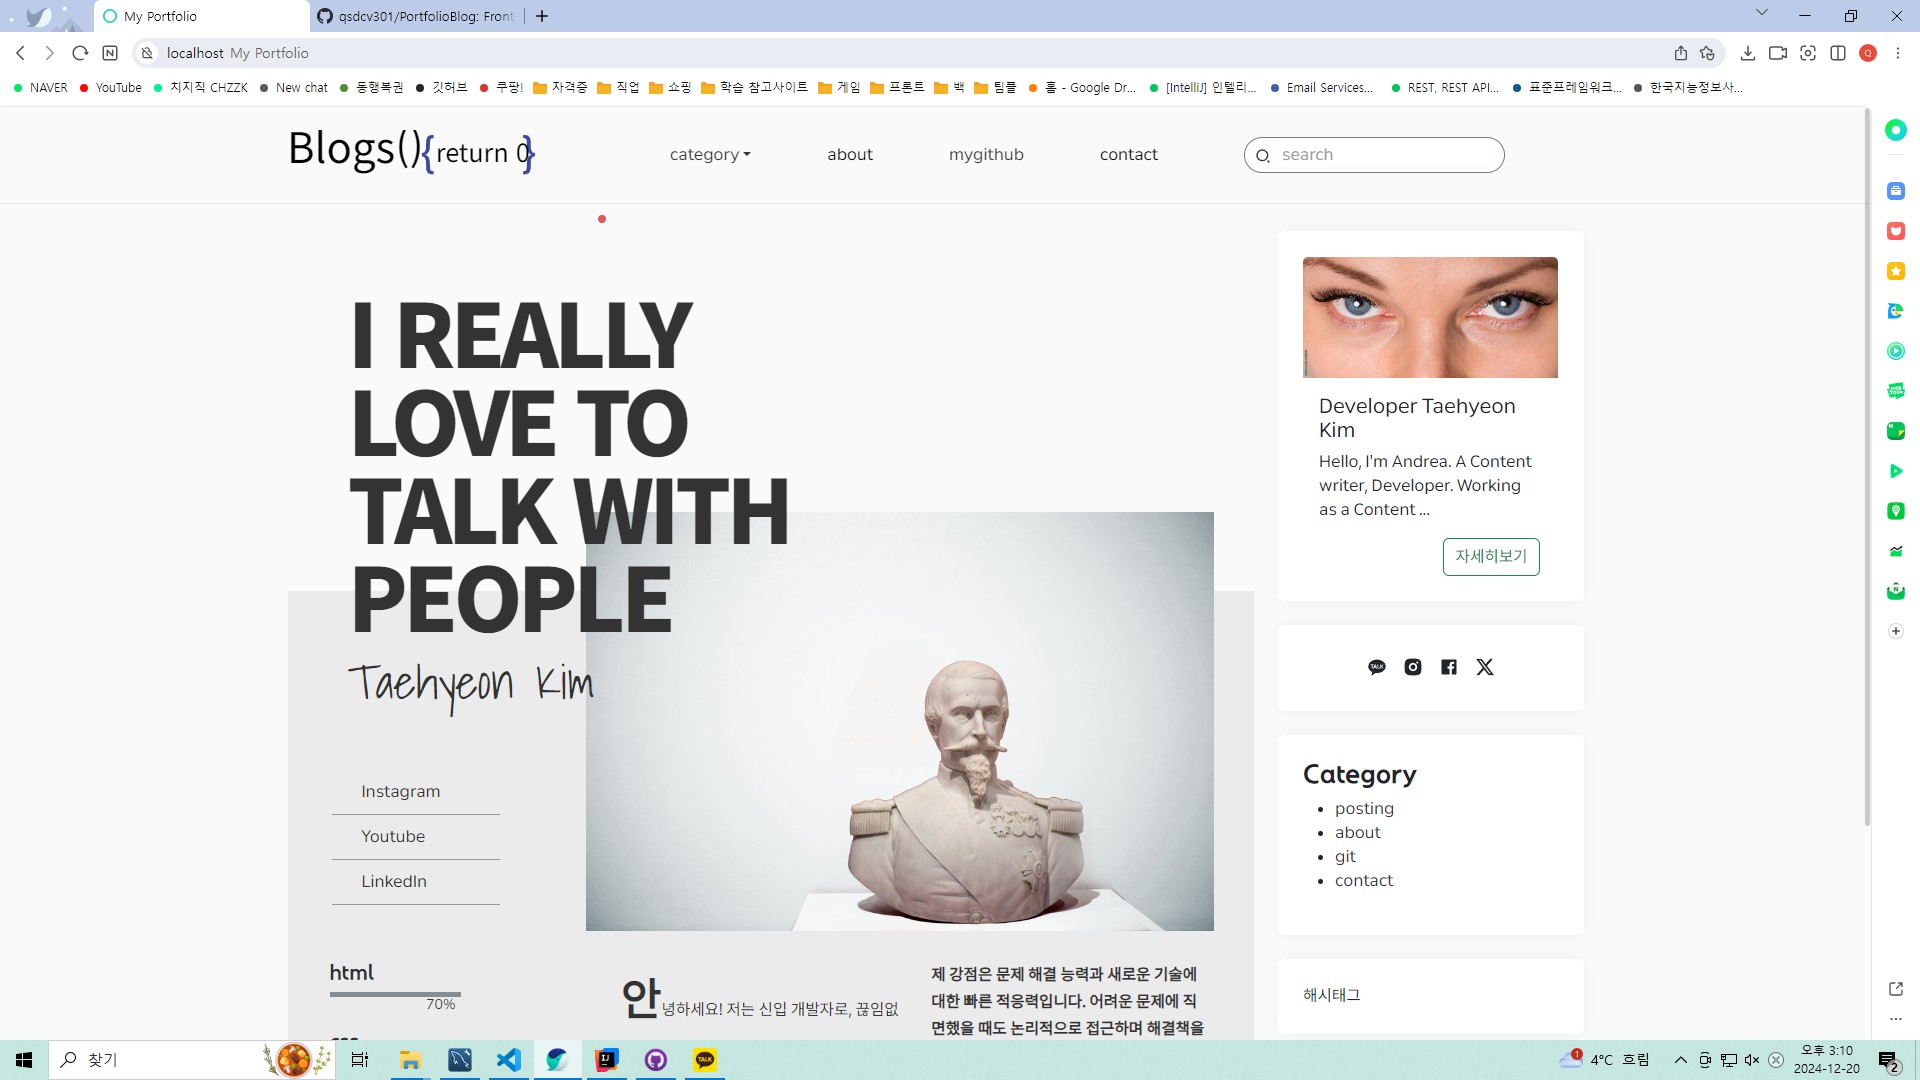 My Portfolio
qsdcv301/PortfolioBlog: Front
localhost My Portfolio
NAVER
YouTube
치지직 CHZZK
New chat
동행복권
깃허브
쿠팡!
자격증
직업
쇼핑
학습 참고사이트
게임
프론트
백
팀플
홈 - Google Dr...
[IntelliJ] 인텔리...
Email Services...
REST, REST API...
표준프레임워크...
한국지능정보사...
Blogs(){return 0}
category
about
mygithub
contact
search
I REALLY
LOVE TO
TALK WITH
PEOPLE
Taehyeon Kim
Instagram
Youtube
LinkedIn
html
70%
안녕하세요! 저는 신입 개발자로, 끊임없
제 강점은 문제 해결 능력과 새로운 기술에
대한 빠른 적응력입니다. 어려운 문제에 직
면했을 때도 논리적으로 접근하며 해결책을
Developer Taehyeon
Kim
Hello, I'm Andrea. A Content
writer, Developer. Working
as a Content ...
자세히보기
Category
posting
about
git
contact
해시태그
찾기
4°C 흐림
오후 3:10
2024-12-20
2